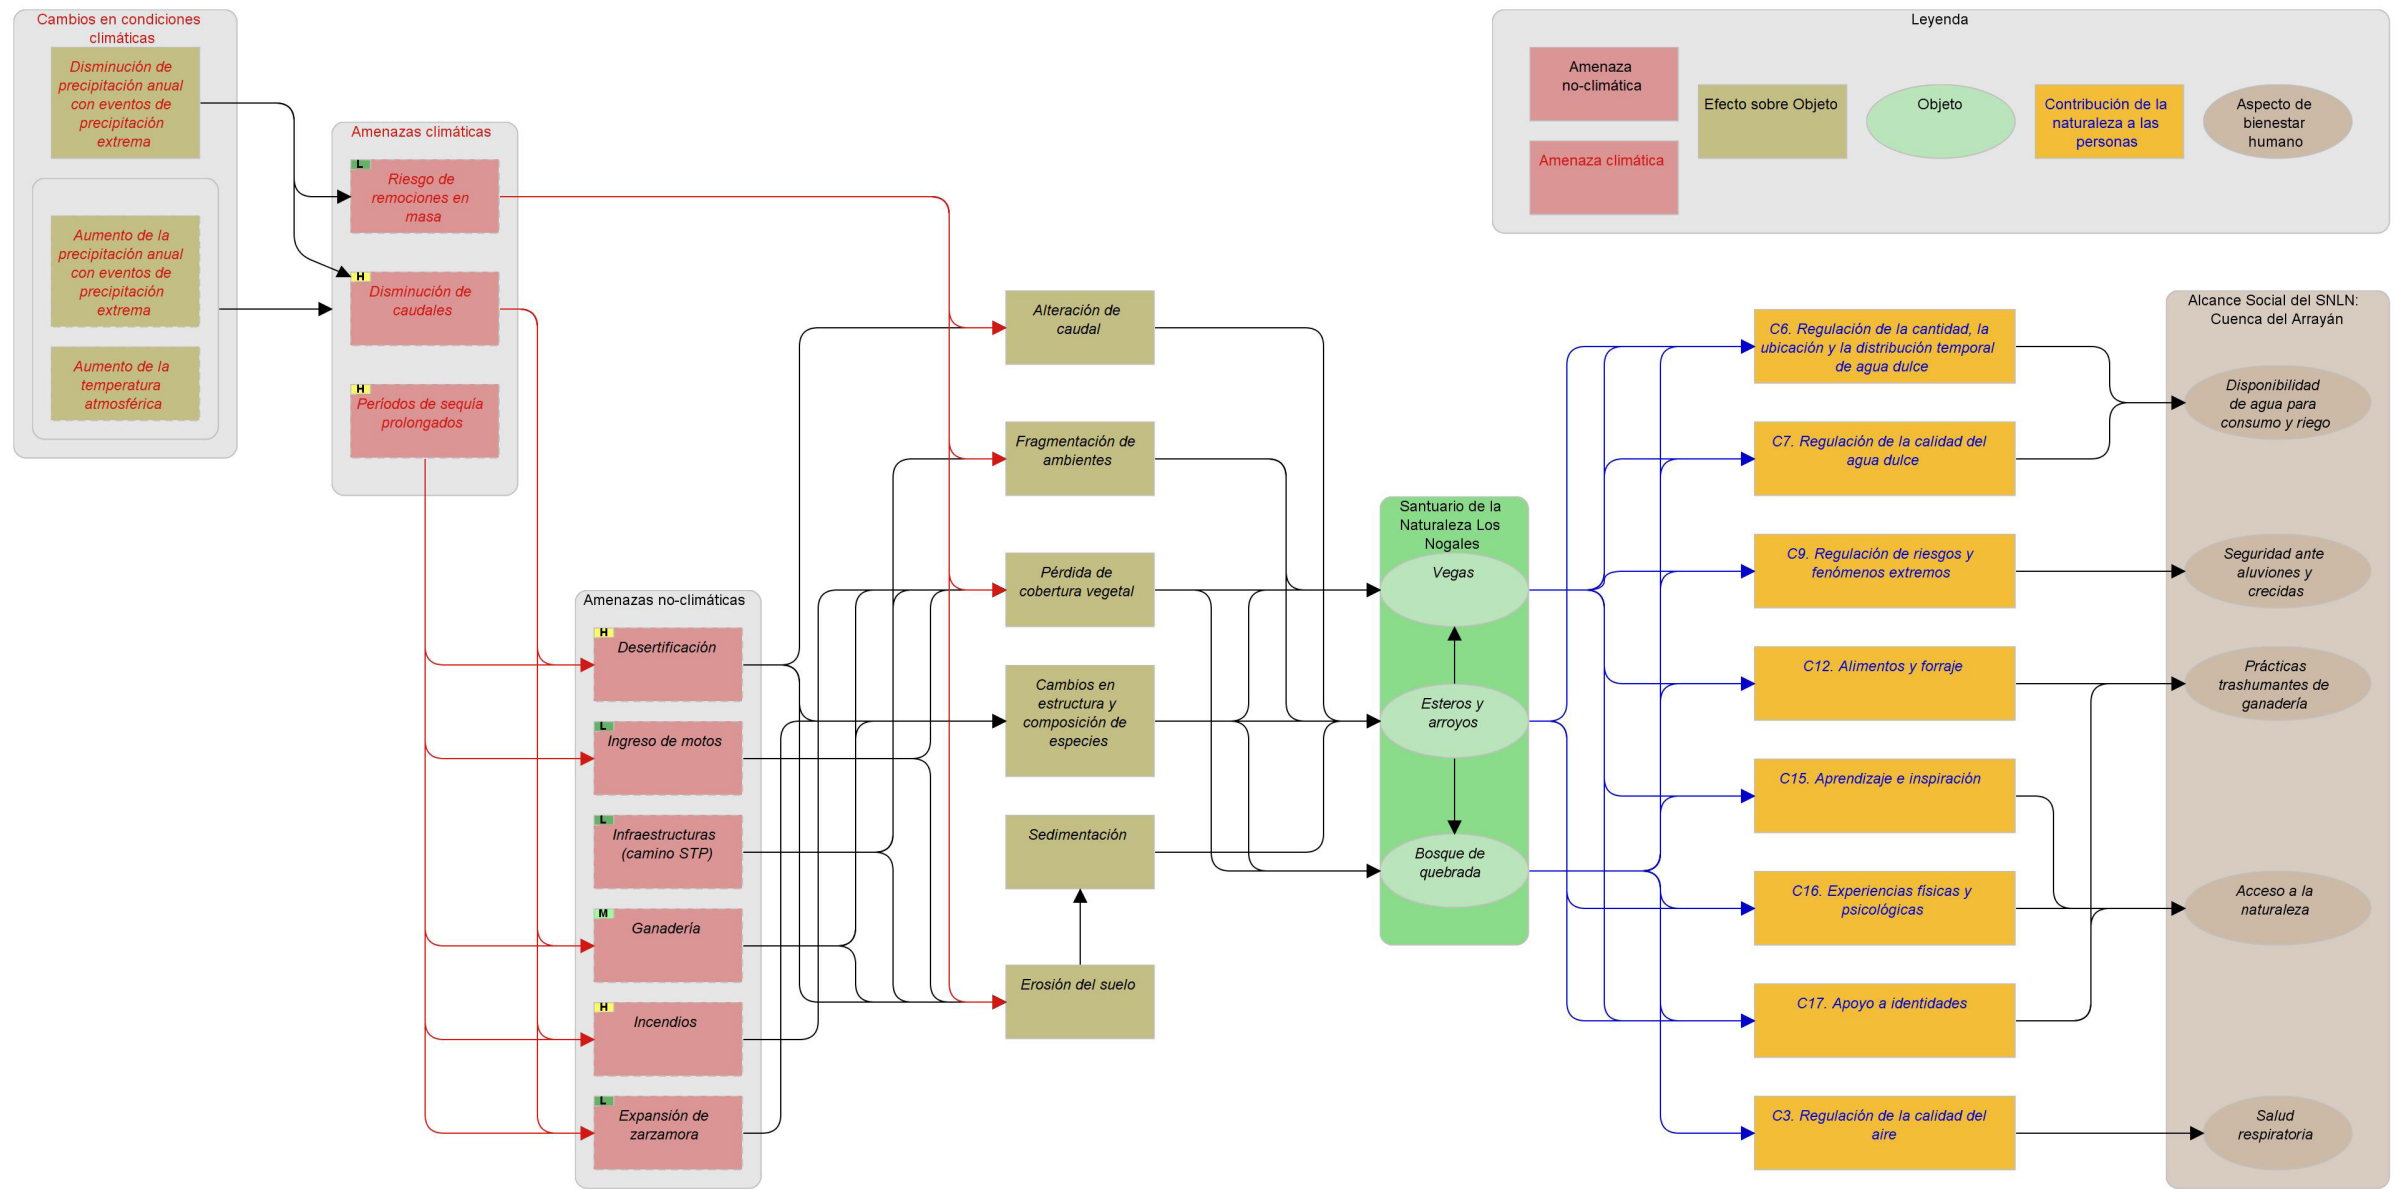 Cambios en condiciones
climáticas
Disminución de
precipitación anual
con eventos de
precipitación
extrema
Aumento de la
precipitación anual
con eventos de
precipitación
extrema
Aumento de la
temperatura
atmosférica
Amenazas climáticas
L
Riesgo de
remociones en
masa
H
Disminución de
caudales
H
Períodos de sequía
prolongados
Amenazas no-climáticas
H
Desertificación
L
Ingreso de motos
L
Infraestructuras
(camino STP)
M
Ganadería
H
Incendios
L
Expansión de
zarzamora
Alteración de
caudal
Fragmentación de
ambientes
Pérdida de
cobertura vegetal
Cambios en
estructura y
composición de
especies
Sedimentación
Erosión del suelo
Santuario de la
Naturaleza Los
Nogales
Vegas
Esteros y
arroyos
Bosque de
quebrada
Leyenda
Amenaza
no-climática
Amenaza climática
Efecto sobre Objeto
Objeto
Contribución de la
naturaleza a las
personas
Aspecto de
bienestar
humano
C6. Regulación de la cantidad, la
ubicación y la distribución temporal
de agua dulce
C7. Regulación de la calidad del
agua dulce
C9. Regulación de riesgos y
fenómenos extremos
C12. Alimentos y forraje
C15. Aprendizaje e inspiración
C16. Experiencias físicas y
psicológicas
C17. Apoyo a identidades
C3. Regulación de la calidad del
aire
Alcance Social del SNLN:
Cuenca del Arrayán
Disponibilidad
de agua para
consumo y riego
Seguridad ante
aluviones y
crecidas
Prácticas
trashumantes de
ganadería
Acceso a la
naturaleza
Salud
respiratoria